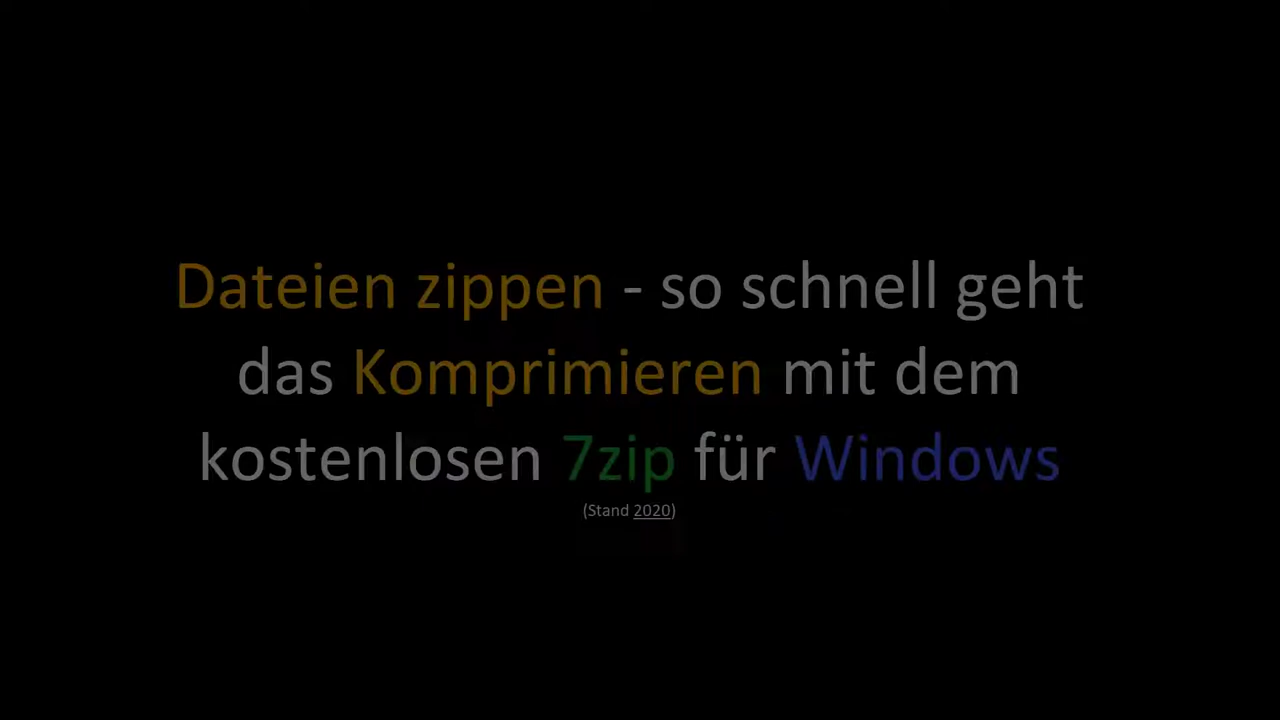 Dateien zippen - so schnell geht
das Komprimieren mit dem
kostenlosen 7zip für Windows
(Stand 2020)